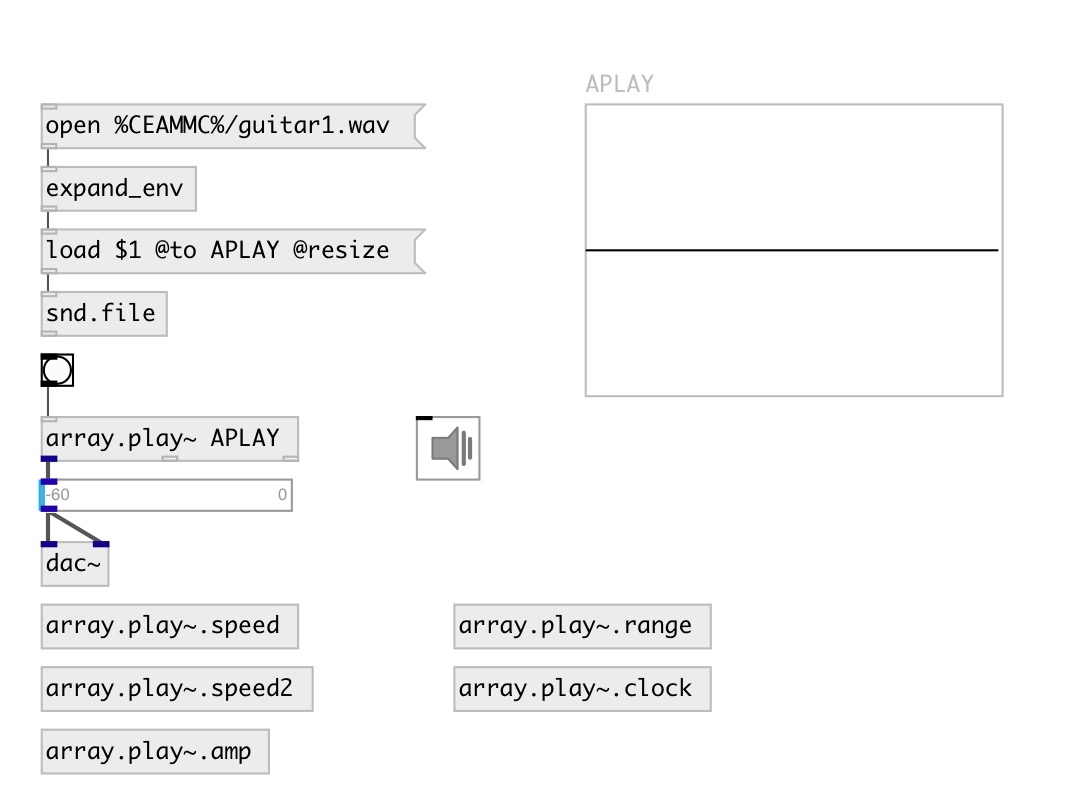 APLAY
open %CEAMMC%/guitar1.wav
expand_env
load $1 @to APLAY @resize
snd.file
array.play~ APLAY
-60 0
dac~
array.play~.speed
array.play~.range
array.play~.speed2
array.play~.clock
array.play~.amp